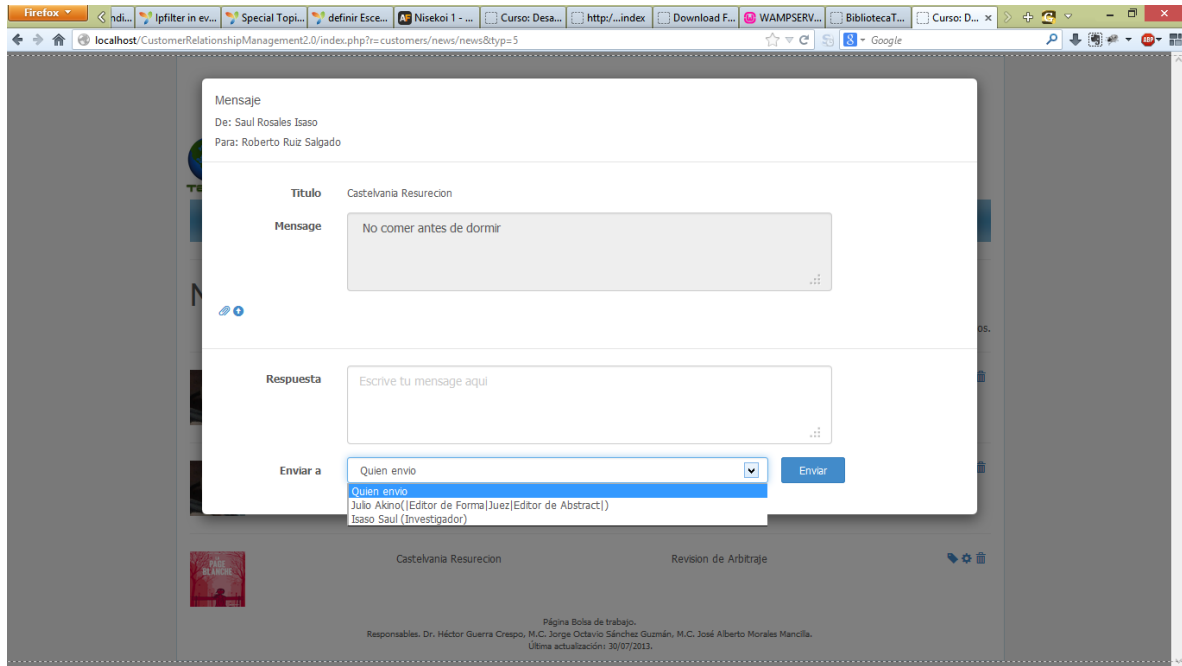 Firefox
ndi...
Ipfilter in ev...
Special Topi...
definir Esce...
Nisekoi 1 - ...
Curso: Desa...
http:/...index
Download F...
WAMPSERV...
BibliotecaT...
Curso: D...
localhost/CustomerRelationshipManagement2.0/index.php?r=customers/news/news&typ=5
Google
Mensaje
De: Saul Rosales Isaso
Para: Roberto Ruiz Salgado
Titulo Castelvania Resurecion
Mensage No comer antes de dormir
os.
Respuesta Escrive tu mensage aqui
Enviar a Quien envio Enviar
Quien envio
Julio Akino(|Editor de Forma|Juez|Editor de Abstract|)
Isaso Saul (Investigador)
PAGE BLANCHE
Castelvania Resurecion Revision de Arbitraje
Página Bolsa de trabajo.
Responsables. Dr. Héctor Guerra Crespo, M.C. Jorge Octavio Sánchez Guzmán, M.C. José Alberto Morales Mancilla.
Última actualización: 30/07/2013.